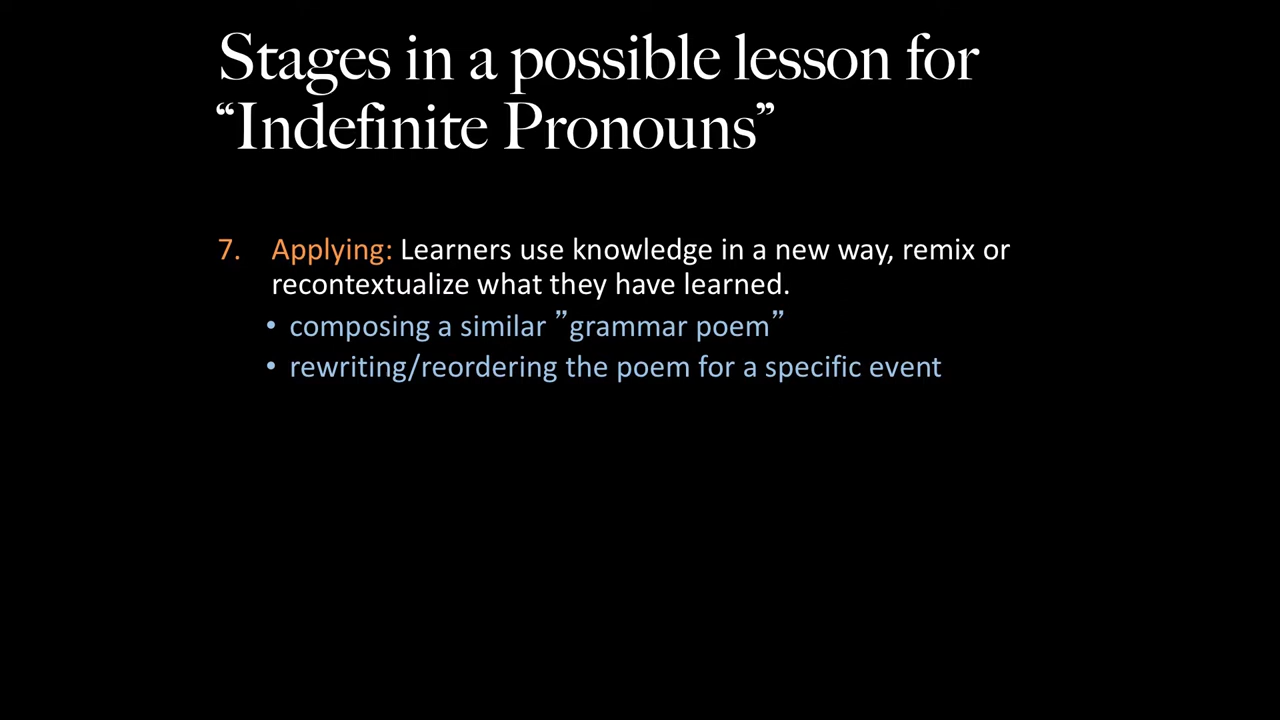 Stages in a possible lesson for
“Indefinite Pronouns”
7. Applying: Learners use knowledge in a new way, remix or
recontextualize what they have learned.
• composing a similar ”grammar poem”
• rewriting/reordering the poem for a specific event